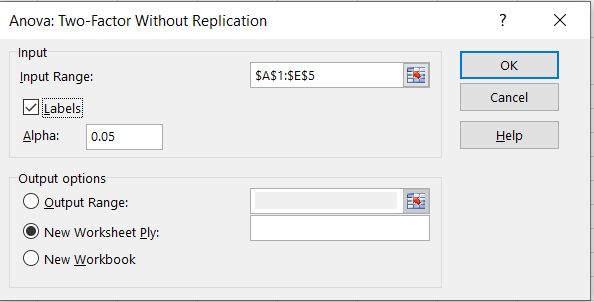 Anova: Two-Factor Without Replication ? ×
Input
Input Range: $A$1:$E$5
Labels
Alpha: 0.05
OK
Cancel
Help
Output options
Output Range:
New Worksheet Ply:
New Workbook